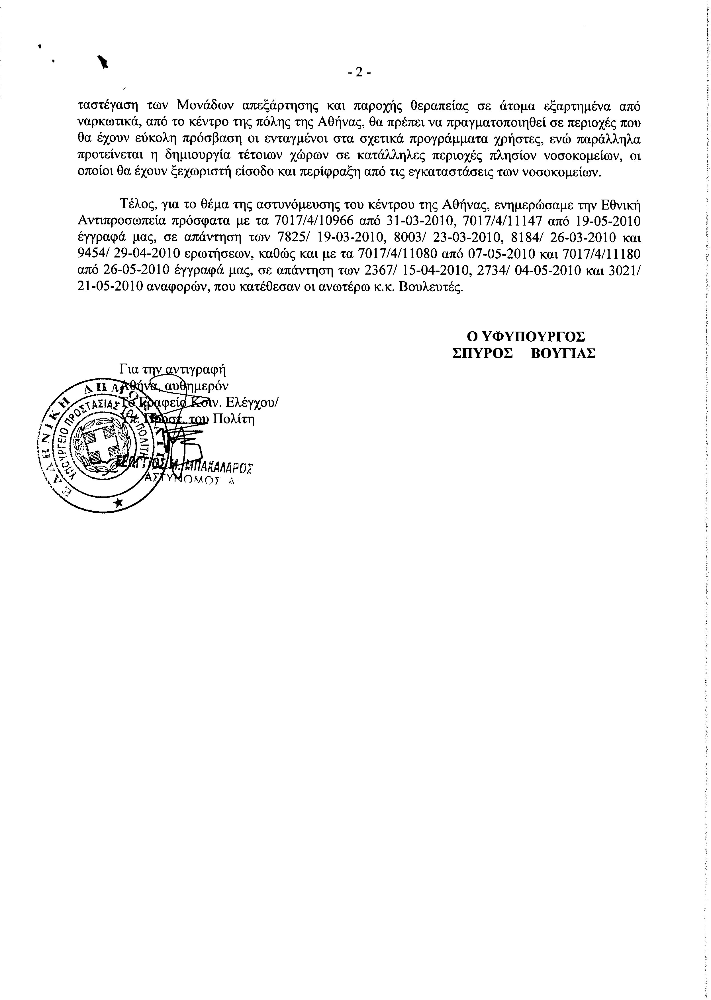 - 2 -
ταστέγαση των Μονάδων απεξάρτησης και παροχής θεραπείας σε άτομα εξαρτημένα από
ναρκωτικά, από το κέντρο της πόλης της Αθήνας, θα πρέπει να πραγματοποιηθεί σε περιοχές που
θα έχουν εύκολη πρόσβαση οι ενταγμένοι στα σχετικά προγράμματα χρήστες, ενώ παράλληλα
προτείνεται η δημιουργία τέτοιων χώρων σε κατάλληλες περιοχές πλησίον νοσοκομείων, οι
οποίοι θα έχουν ξεχωριστή είσοδο και περίφραξη από τις εγκαταστάσεις των νοσοκομείων.
Τέλος, για το θέμα της αστυνόμευσης του κέντρου της Αθήνας, ενημερώσαμε την Εθνική
Αντιπροσωπεία πρόσφατα με τα 7017/4/10966 από 31-03-2010, 7017/4/11147 από 19-05-2010
έγγραφά μας, σε απάντηση των 7825/ 19-03-2010, 8003/ 23-03-2010, 8184/ 26-03-2010 και
9454/ 29-04-2010 ερωτήσεων, καθώς και με τα 7017/4/11080 από 07-05-2010 και 7017/4/11180
από 26-05-2010 έγγραφά μας, σε απάντηση των 2367/ 15-04-2010, 2734/ 04-05-2010 και 3021/
21-05-2010 αναφορών, που κατέθεσαν οι ανωτέρω κ.κ. Βουλευτές.
Ο ΥΦΥΠΟΥΡΓΟΣ
ΣΠΥΡΟΣ ΒΟΥΓΙΑΣ
Για την αντιγραφή
Αθήνα, αυθημερόν
Το Γραφείο Κοιν. Ελέγχου/
Υπ. Προστ. του Πολίτη
ΕΛΛΗΝΙΚΗ ΔΗΜΟΚΡΑΤΙΑ
ΥΠΟΥΡΓΕΙΟ ΠΡΟΣΤΑΣΙΑΣ ΤΟΥ ΠΟΛΙΤΗ
ΓΕΩΡΓΙΟΣ Μ.
ΑΣΤΥΝΟΜΟΣ Α΄